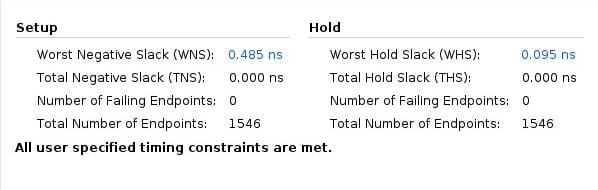 Setup
Worst Negative Slack (WNS): 0.485 ns
Total Negative Slack (TNS): 0.000 ns
Number of Failing Endpoints: 0
Total Number of Endpoints: 1546
Hold
Worst Hold Slack (WHS): 0.095 ns
Total Hold Slack (THS): 0.000 ns
Number of Failing Endpoints: 0
Total Number of Endpoints: 1546
All user specified timing constraints are met.